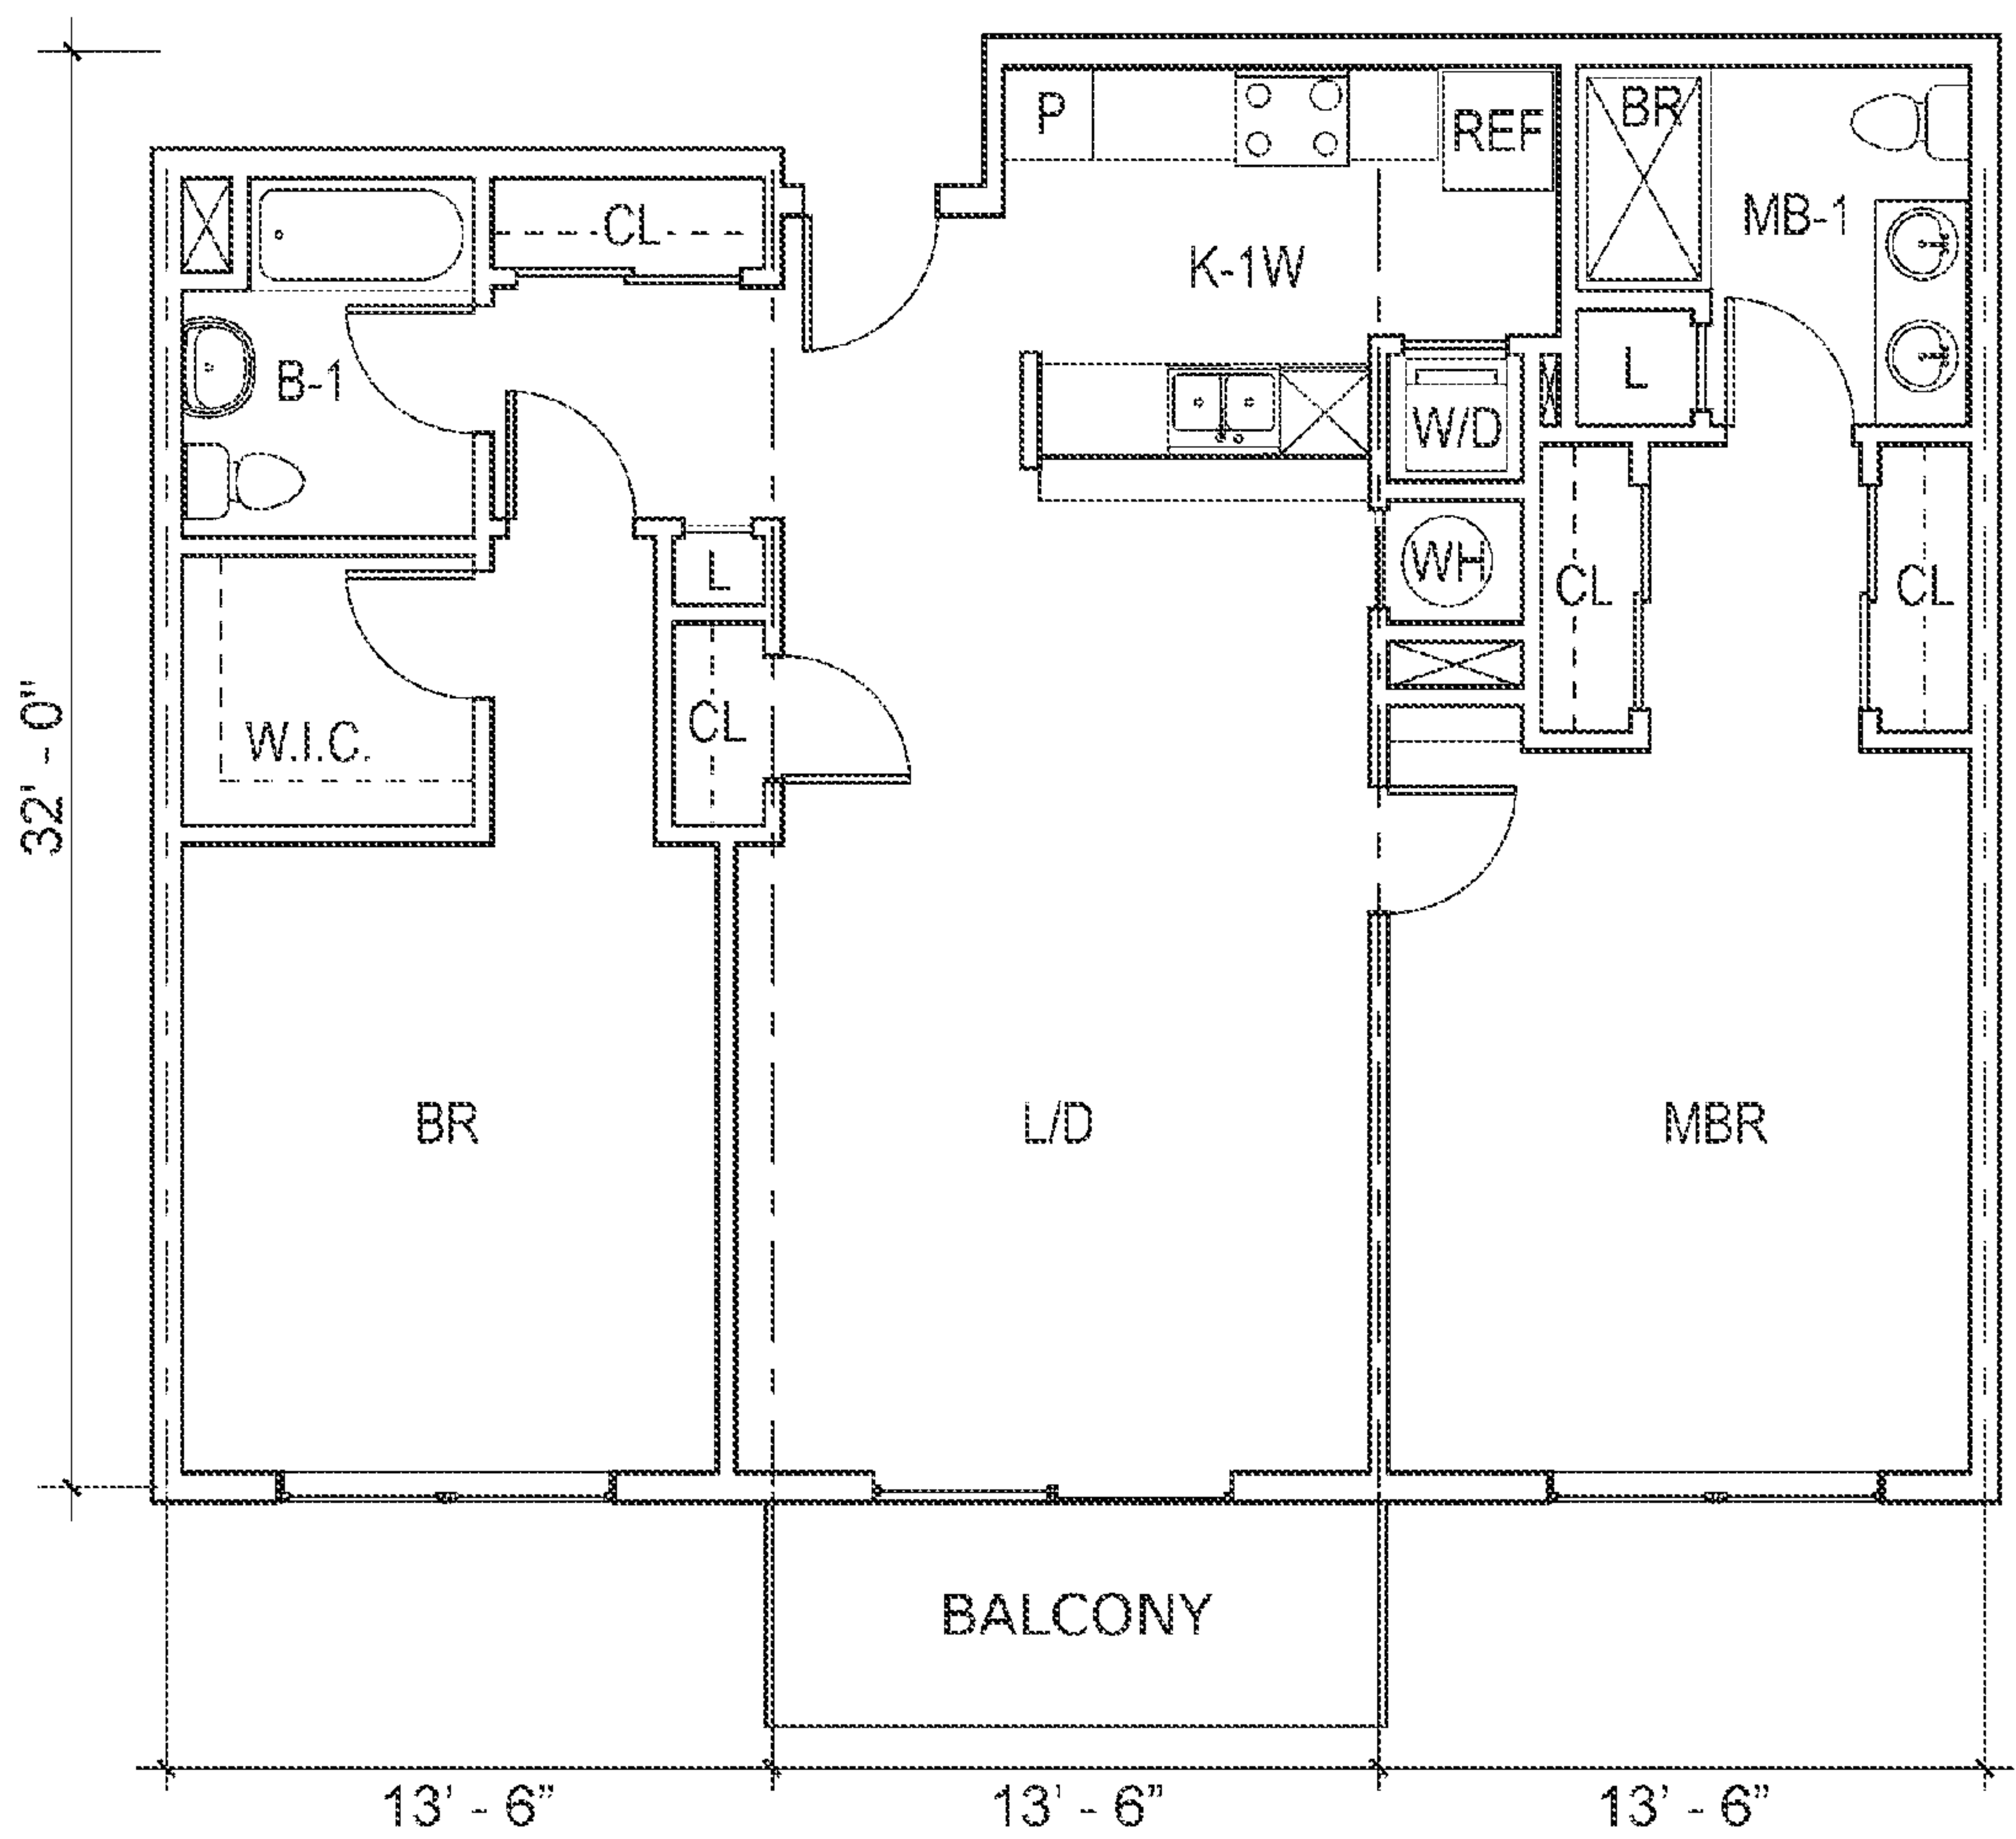 P
REF
BR
MB-1
CL
K-1W
B-1
L
W/D
L
WH
CL
CL
W.I.C.
CL
32' - 0"
BR
L/D
MBR
BALCONY
13' - 6”
13' - 6”
13' - 6”